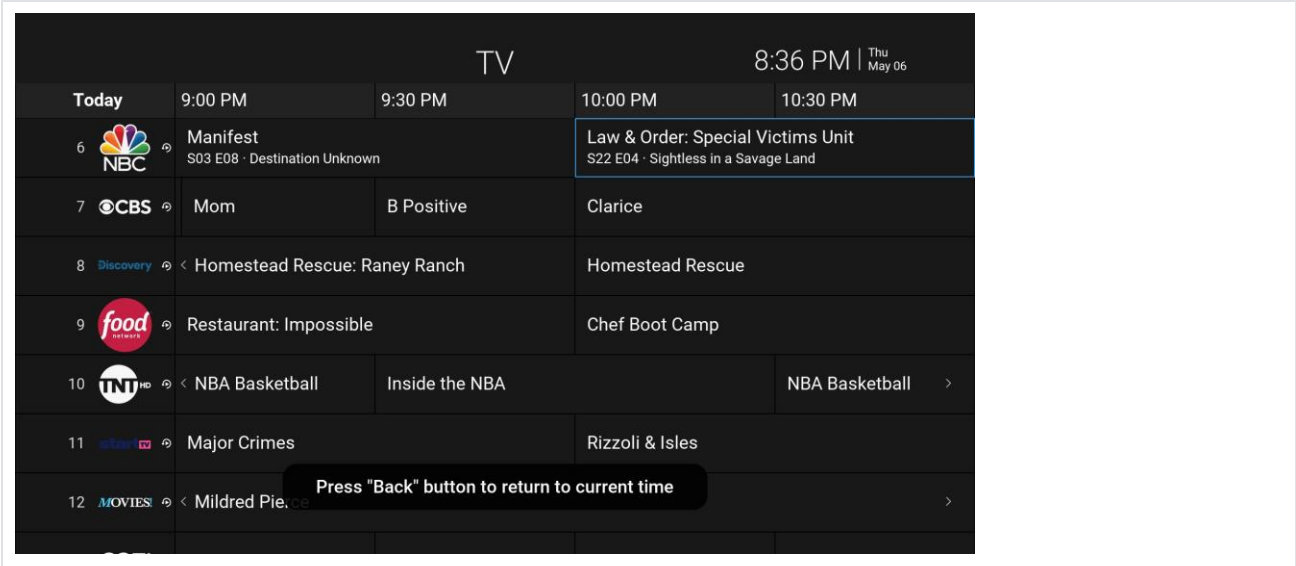 TV
8:36 PM | Thu
May 06
Today 9:00 PM 9:30 PM 10:00 PM 10:30 PM
6 NBC Manifest Law & Order: Special Victims Unit
S03 E08 · Destination Unknown S22 E04 · Sightless in a Savage Land
7 CBS Mom B Positive Clarice
8 Discovery < Homestead Rescue: Raney Ranch Homestead Rescue
9 food network Restaurant: Impossible Chef Boot Camp
10 TNT HD < NBA Basketball Inside the NBA NBA Basketball >
11 start TV Major Crimes Rizzoli & Isles
Press "Back" button to return to current time
12 MOVIES! < Mildred Pierce >